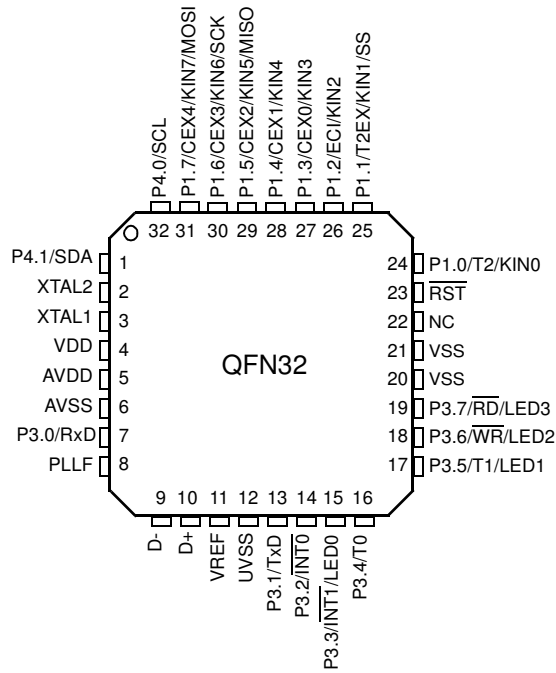 P4.0/SCL
P1.7/CEX4/KIN7/MOSI
P1.6/CEX3/KIN6/SCK
P1.5/CEX2/KIN5/MISO
P1.4/CEX1/KIN4
P1.3/CEX0/KIN3
P1.2/ECI/KIN2
P1.1/T2EX/KIN1/SS
32 31 30 29 28 27 26 25
P4.1/SDA 1
XTAL2 2
XTAL1 3
VDD 4
AVDD 5
AVSS 6
P3.0/RxD 7
PLLF 8
QFN32
24 P1.0/T2/KIN0
23 RST
22 NC
21 VSS
20 VSS
19 P3.7/RD/LED3
18 P3.6/WR/LED2
17 P3.5/T1/LED1
9 10 11 12 13 14 15 16
D-
D+
VREF
UVSS
P3.1/TxD
P3.2/INT0
P3.3/INT1/LED0
P3.4/T0